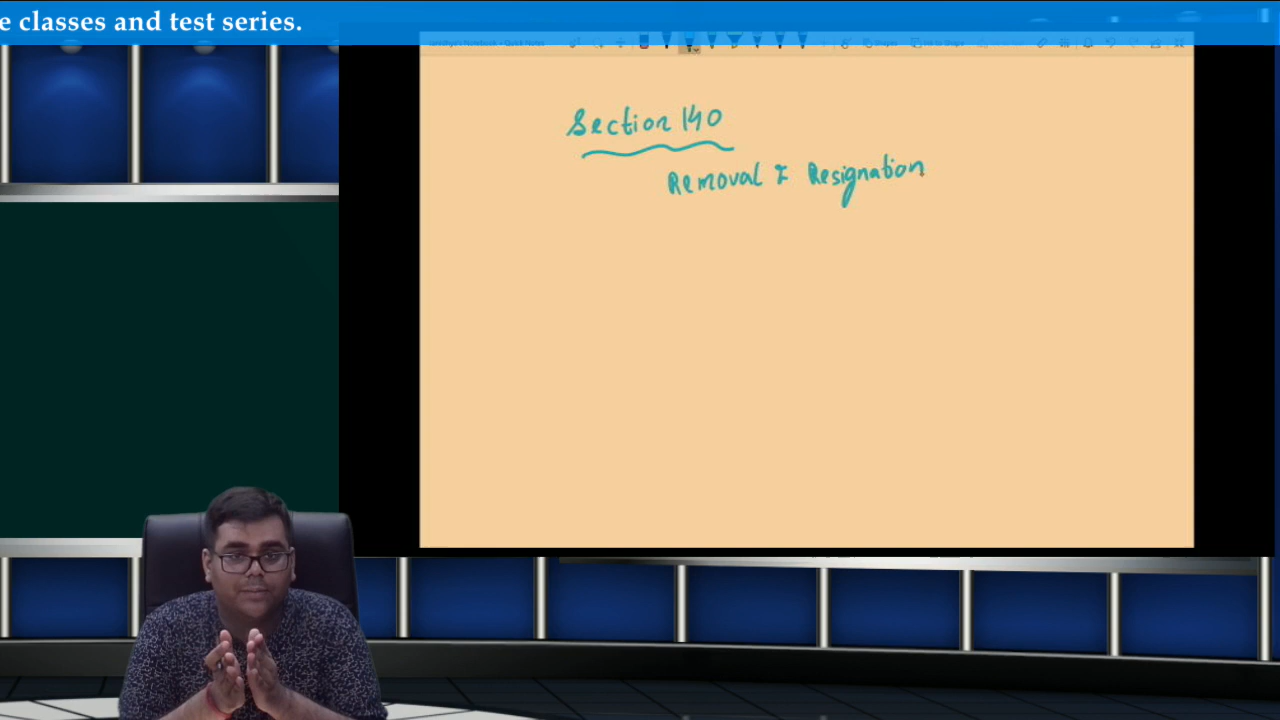 e classes and test series.
Section 140
Removal & Resignation